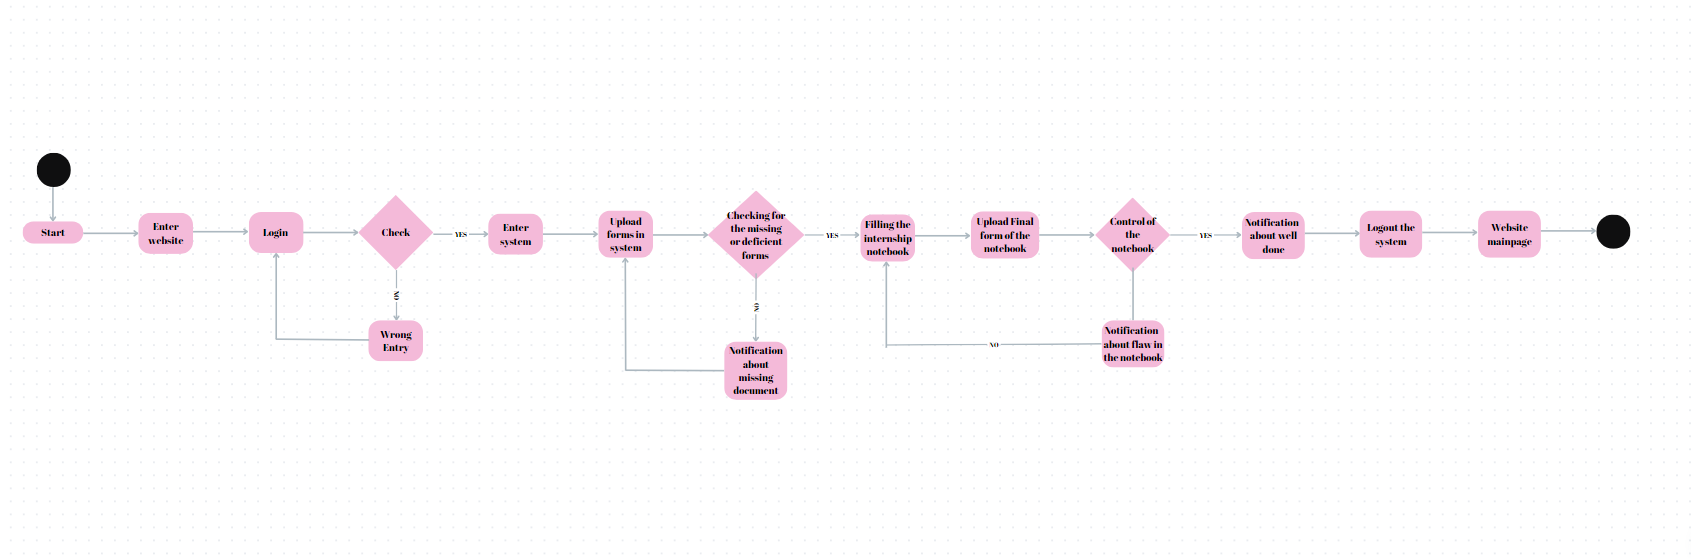 Start
Enter
website
Login
Check
YES
NO
Wrong
Entry
Enter
system
Upload
forms in
system
Checking for
the missing
or deficient
forms
YES
NO
Notification
about
missing
document
Filling the
internship
notebook
Upload Final
form of the
notebook
Control of
the
notebook
YES
Notification
about flaw in
the notebook
NO
Notification
about well
done
Logout the
system
Website
mainpage